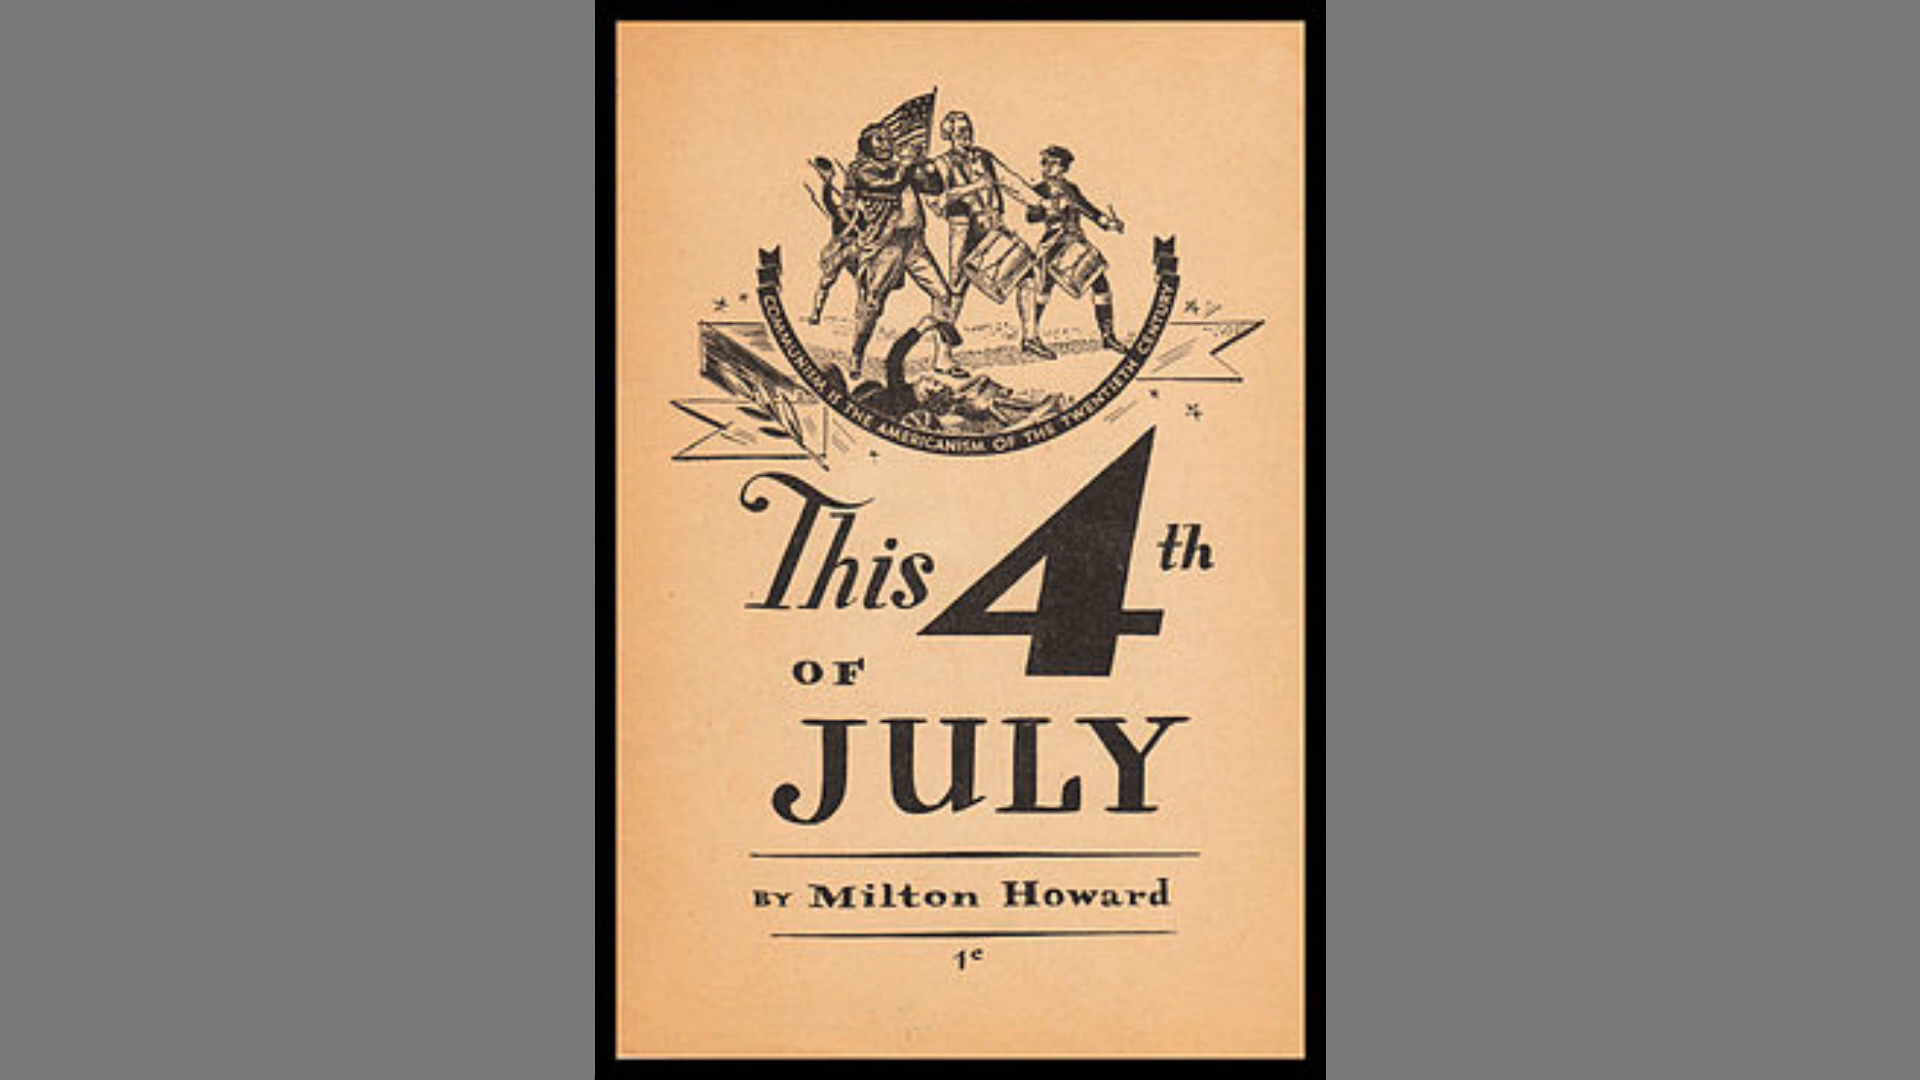 COMMUNISM IS THE AMERICANISM OF THE TWENTIETH CENTURY
This 4th
OF
JULY
BY Milton Howard
1c